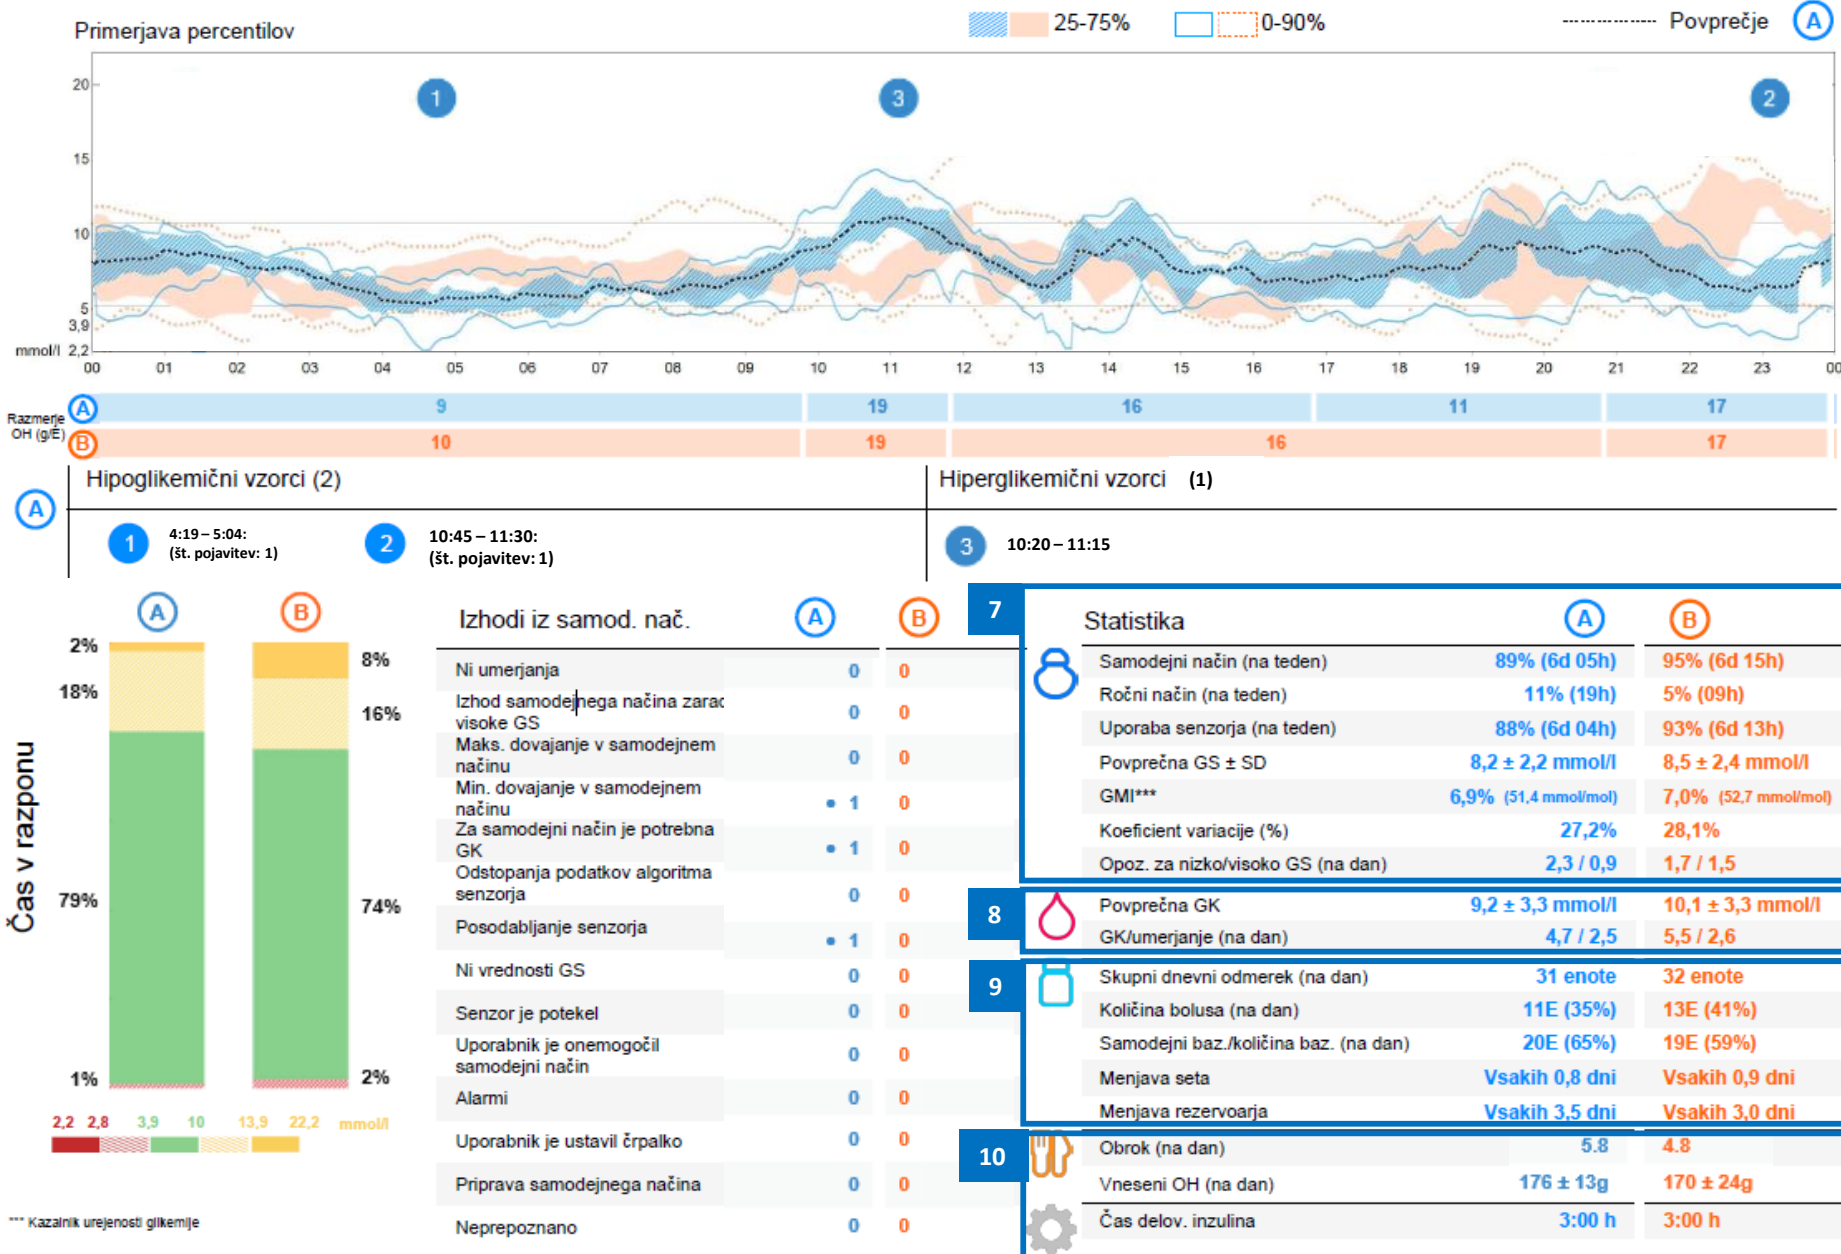 Primerjava percentilov
25-75%
0-90%
Povprečje
A
20
15
10
5
3,9
mmol/l 2,2
1
3
2
00 01 02 03 04 05 06 07 08 09 10 11 12 13 14 15 16 17 18 19 20 21 22 23 00
Razmerje
OH (g/E)
A 9 19 16 11 17
B 10 19 16 17
A
Hipoglikemični vzorci (2)
Hiperglikemični vzorci (1)
1 4:19 – 5:04:
(št. pojavitev: 1)
2 10:45 – 11:30:
(št. pojavitev: 1)
3 10:20 – 11:15
Čas v razponu
A B
2% 8%
18% 16%
79% 74%
1% 2%
2,2 2,8 3,9 10 13,9 22,2 mmol/l
*** Kazalnik urejenosti glikemije
Izhodi iz samod. nač. A B
Ni umerjanja 0 0
Izhod samodejnega načina zarad
visoke GS 0 0
Maks. dovajanje v samodejnem
načinu 0 0
Min. dovajanje v samodejnem
načinu • 1 0
Za samodejni način je potrebna
GK • 1 0
Odstopanja podatkov algoritma
senzorja 0 0
Posodabljanje senzorja • 1 0
Ni vrednosti GS 0 0
Senzor je potekel 0 0
Uporabnik je onemogočil
samodejni način 0 0
Alarmi 0 0
Uporabnik je ustavil črpalko 0 0
Priprava samodejnega načina 0 0
Neprepoznano 0 0
7
Statistika A B
Samodejni način (na teden) 89% (6d 05h) 95% (6d 15h)
Ročni način (na teden) 11% (19h) 5% (09h)
Uporaba senzorja (na teden) 88% (6d 04h) 93% (6d 13h)
Povprečna GS ± SD 8,2 ± 2,2 mmol/l 8,5 ± 2,4 mmol/l
GMI*** 6,9% (51,4 mmol/mol) 7,0% (52,7 mmol/mol)
Koeficient variacije (%) 27,2% 28,1%
Opoz. za nizko/visoko GS (na dan) 2,3 / 0,9 1,7 / 1,5
8
Povprečna GK 9,2 ± 3,3 mmol/l 10,1 ± 3,3 mmol/l
GK/umerjanje (na dan) 4,7 / 2,5 5,5 / 2,6
9
Skupni dnevni odmerek (na dan) 31 enote 32 enote
Količina bolusa (na dan) 11E (35%) 13E (41%)
Samodejni baz./količina baz. (na dan) 20E (65%) 19E (59%)
Menjava seta Vsakih 0,8 dni Vsakih 0,9 dni
Menjava rezervoarja Vsakih 3,5 dni Vsakih 3,0 dni
10
Obrok (na dan) 5.8 4.8
Vneseni OH (na dan) 176 ± 13g 170 ± 24g
Čas delov. inzulina 3:00 h 3:00 h